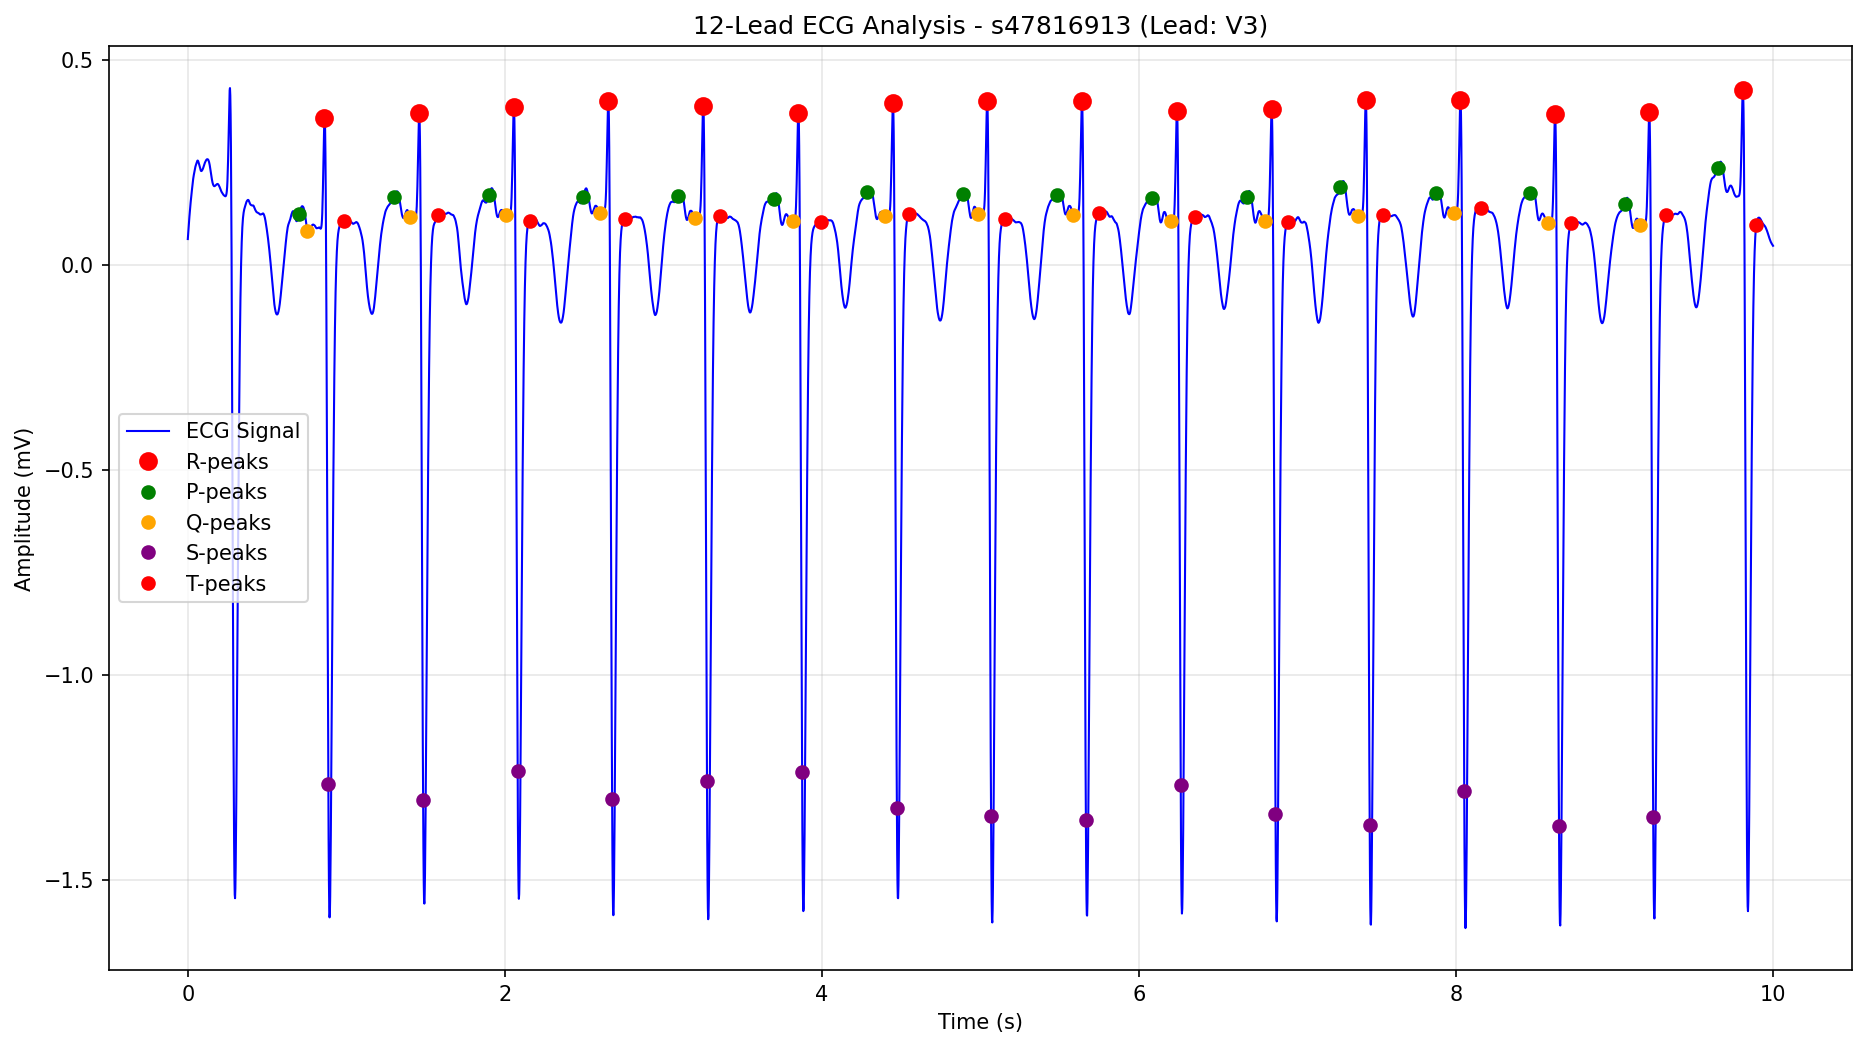 12-Lead ECG Analysis - s47816913 (Lead: V3)
Amplitude (mV)
0.5
0.0
−0.5
−1.0
−1.5
ECG Signal
R-peaks
P-peaks
Q-peaks
S-peaks
T-peaks
0 2 4 6 8 10
Time (s)